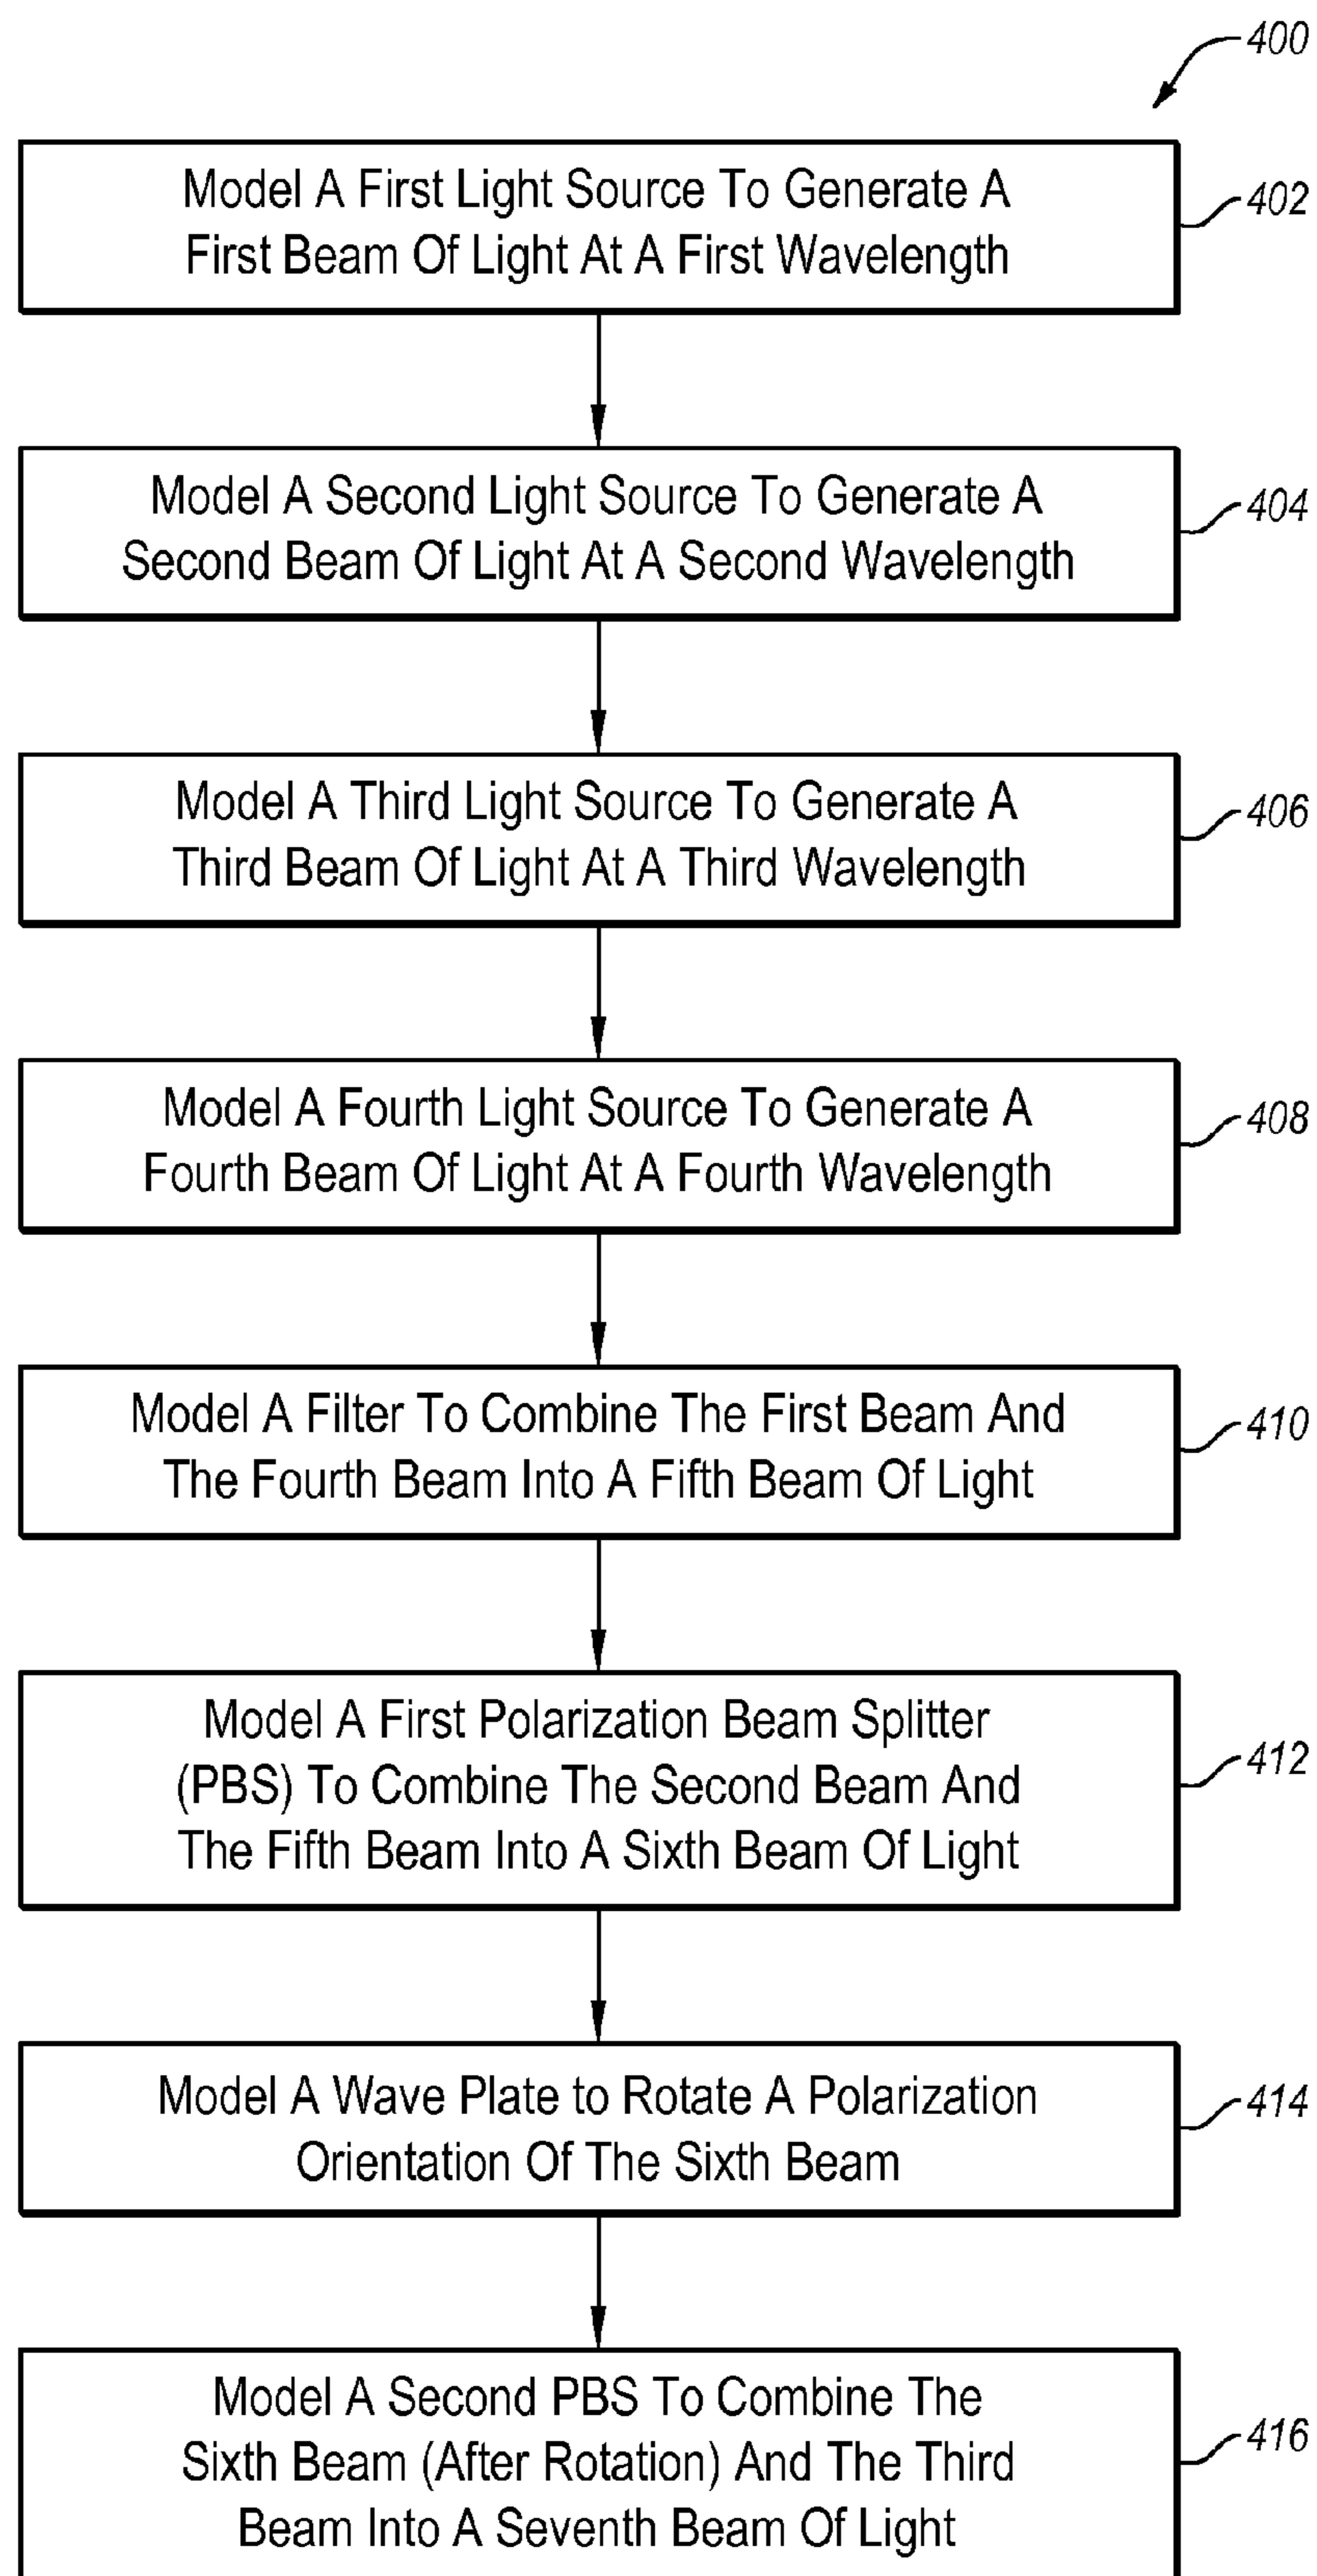 400
Model A First Light Source To Generate A
First Beam Of Light At A First Wavelength
402
Model A Second Light Source To Generate A
Second Beam Of Light At A Second Wavelength
404
Model A Third Light Source To Generate A
Third Beam Of Light At A Third Wavelength
406
Model A Fourth Light Source To Generate A
Fourth Beam Of Light At A Fourth Wavelength
408
Model A Filter To Combine The First Beam And
The Fourth Beam Into A Fifth Beam Of Light
410
Model A First Polarization Beam Splitter
(PBS) To Combine The Second Beam And
The Fifth Beam Into A Sixth Beam Of Light
412
Model A Wave Plate to Rotate A Polarization
Orientation Of The Sixth Beam
414
Model A Second PBS To Combine The
Sixth Beam (After Rotation) And The Third
Beam Into A Seventh Beam Of Light
416